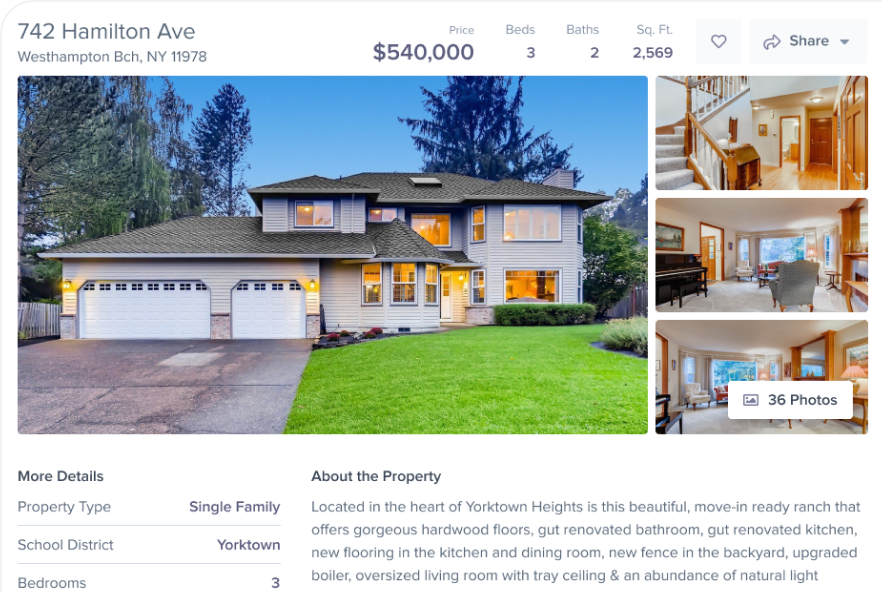 742 Hamilton Ave
Westhampton Bch, NY 11978
Price
$540,000
Beds
3
Baths
2
Sq. Ft.
2,569
Share
36 Photos
More Details
Property Type
Single Family
School District
Yorktown
Bedrooms
3
About the Property
Located in the heart of Yorktown Heights is this beautiful, move-in ready ranch that
offers gorgeous hardwood floors, gut renovated bathroom, gut renovated kitchen,
new flooring in the kitchen and dining room, new fence in the backyard, upgraded
boiler, oversized living room with tray ceiling & an abundance of natural light